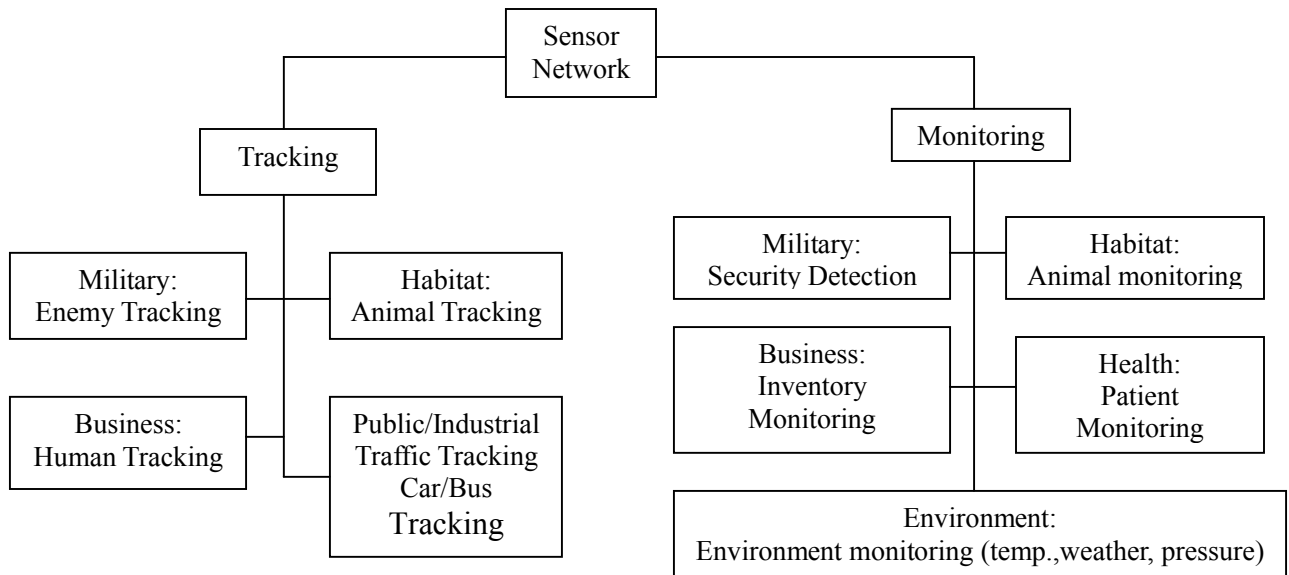 Sensor
Network
Tracking
Monitoring
Military:
Enemy Tracking
Habitat:
Animal Tracking
Business:
Human Tracking
Public/Industrial
Traffic Tracking
Car/Bus
Tracking
Military:
Security Detection
Habitat:
Animal monitoring
Business:
Inventory
Monitoring
Health:
Patient
Monitoring
Environment:
Environment monitoring (temp.,weather, pressure)